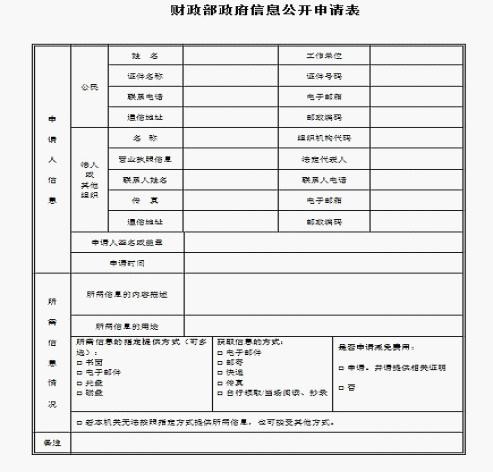 财政部政府信息公开申请表
申请人信息
公民
姓 名
工作单位
证件名称
证件号码
联系电话
电子邮箱
通信地址
邮政编码
法人
或
其他
组织
名 称
组织机构代码
营业执照信息
法定代表人
联系人姓名
联系人电话
传 真
电子邮箱
通信地址
邮政编码
申请人签名或盖章
申请时间
所需信息情况
所需信息的内容描述
所需信息的用途
所需信息的指定提供方式（可多
选）：
□ 书面
□ 电子邮件
□ 光盘
□ 磁盘
获取信息的方式：
□ 电子邮件
□ 邮寄
□ 快递
□ 传真
□ 自行领取/当场阅读、抄录
是否申请减免费用：
□ 申请。并请提供相关证明
□ 否
□ 若本机关无法按照指定方式提供所需信息，也可接受其他方式。
备注